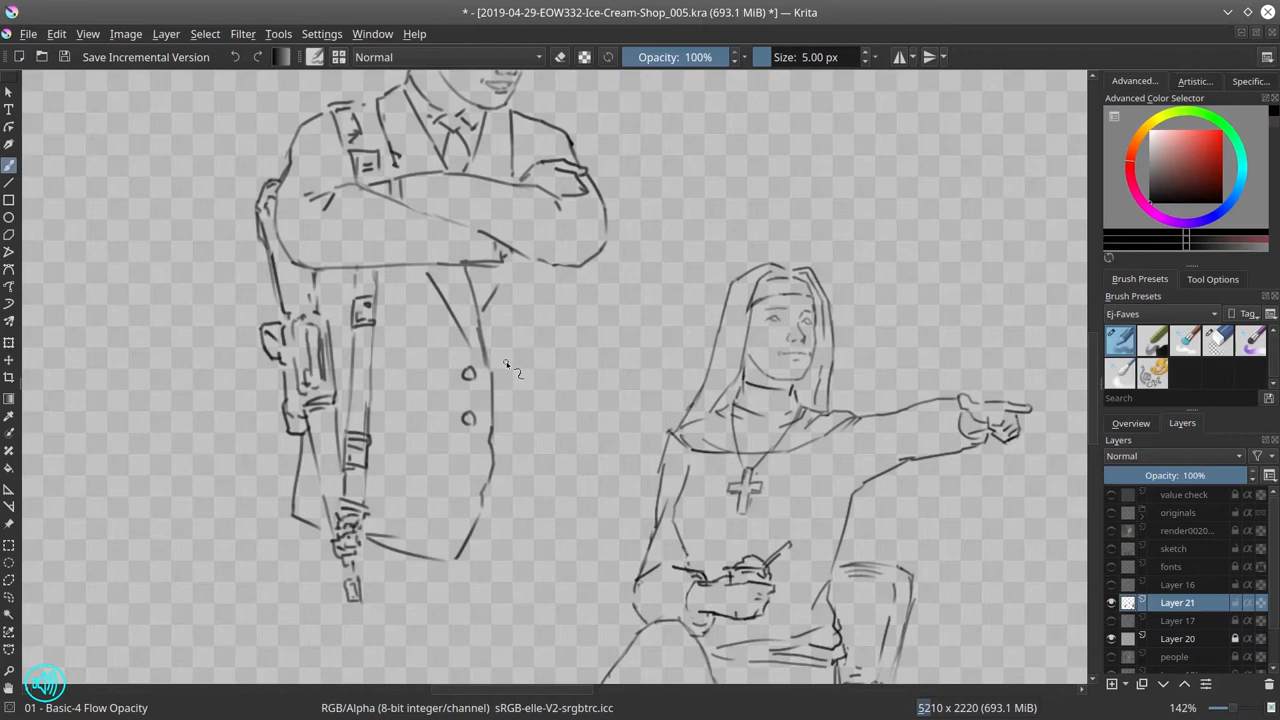 * - [2019-04-29-EOW332-Ice-Cream-Shop_005.kra (693.1 MiB) *] — Krita
File Edit View Image Layer Select Filter Tools Settings Window Help
Save Incremental Version Normal Opacity: 100% Size: 5.00 px
Advanced... Artistic... Specific...
Advanced Color Selector
Brush Presets Tool Options
Brush Presets
Ej-Faves Tag
Search
Overview Layers
Layers
Normal
Opacity: 100%
value check
originals
render0020...
sketch
fonts
Layer 16
Layer 21
Layer 17
Layer 20
people
01 - Basic-4 Flow Opacity RGB/Alpha (8-bit integer/channel) sRGB-elle-V2-srgbtrc.icc 5210 x 2220 (693.1 MiB) 142%